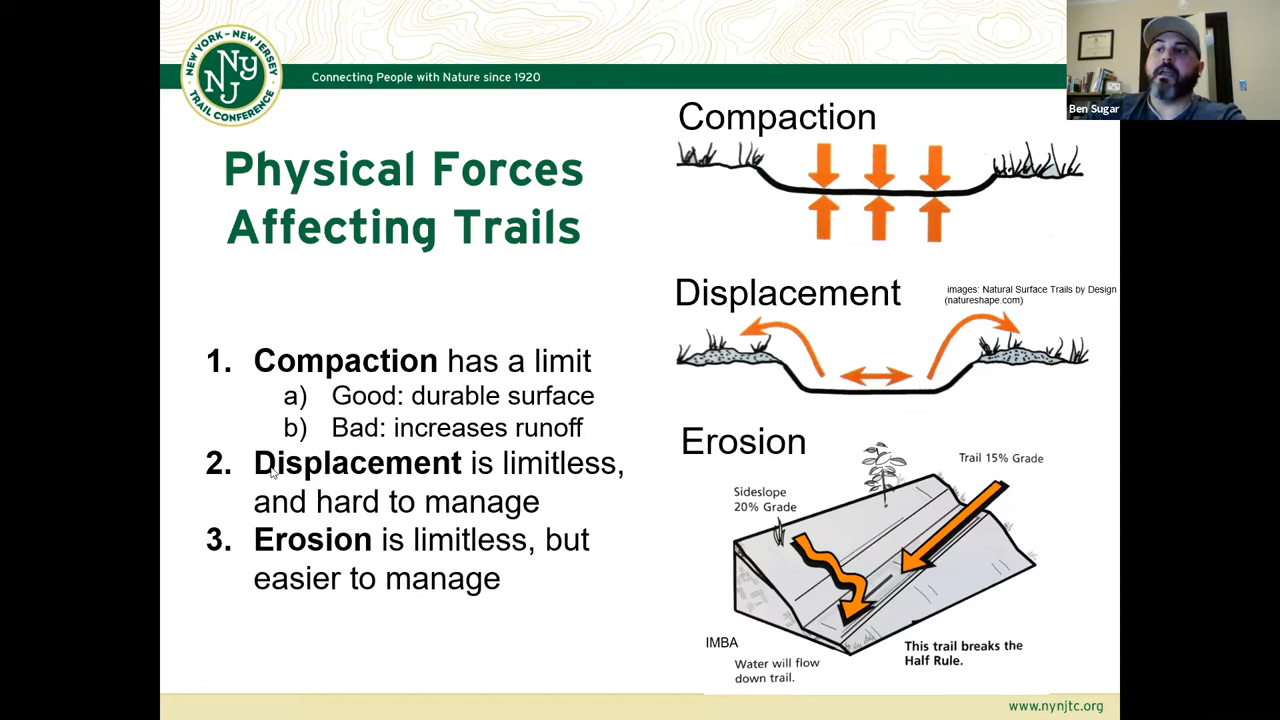 NEW YORK – NEW JERSEY
NY
NJ
TRAIL CONFERENCE
Connecting People with Nature since 1920
Ben Sugar
Physical Forces
Affecting Trails
1. Compaction has a limit
a) Good: durable surface
b) Bad: increases runoff
2. Displacement is limitless,
and hard to manage
3. Erosion is limitless, but
easier to manage
Compaction
Displacement
images: Natural Surface Trails by Design
(natureshape.com)
Erosion
Trail 15% Grade
Sideslope
20% Grade
IMBA
Water will flow
down trail.
This trail breaks the
Half Rule.
www.nynjtc.org